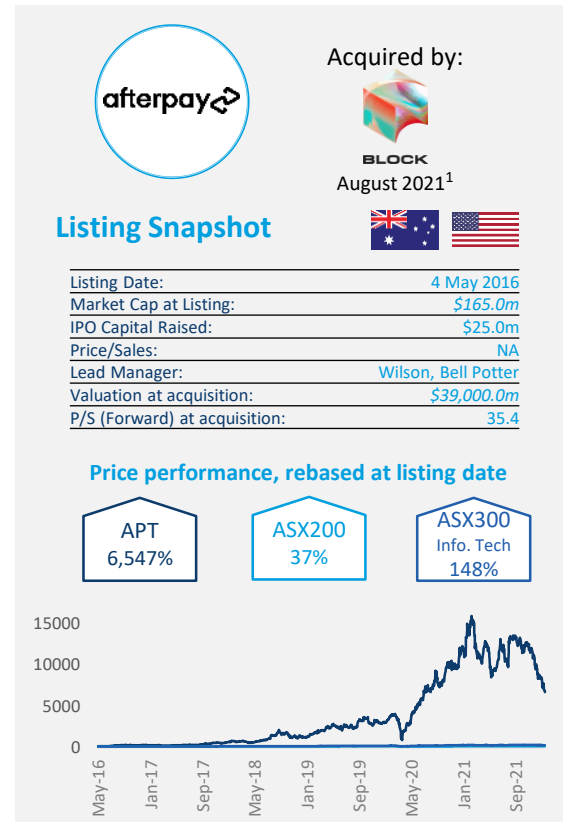 afterpay
Acquired by:
BLOCK
August 2021¹
Listing Snapshot
Listing Date: 4 May 2016
Market Cap at Listing: $165.0m
IPO Capital Raised: $25.0m
Price/Sales: NA
Lead Manager: Wilson, Bell Potter
Valuation at acquisition: $39,000.0m
P/S (Forward) at acquisition: 35.4
Price performance, rebased at listing date
APT
6,547%
ASX200
37%
ASX300
Info. Tech
148%
15000
10000
5000
0
May-16
Jan-17
Sep-17
May-18
Jan-19
Sep-19
May-20
Jan-21
Sep-21